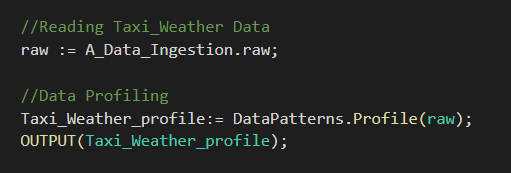 //Reading Taxi_Weather Data
raw := A_Data_Ingestion.raw;
//Data Profiling
Taxi_Weather_profile:= DataPatterns.Profile(raw);
OUTPUT(Taxi_Weather_profile);